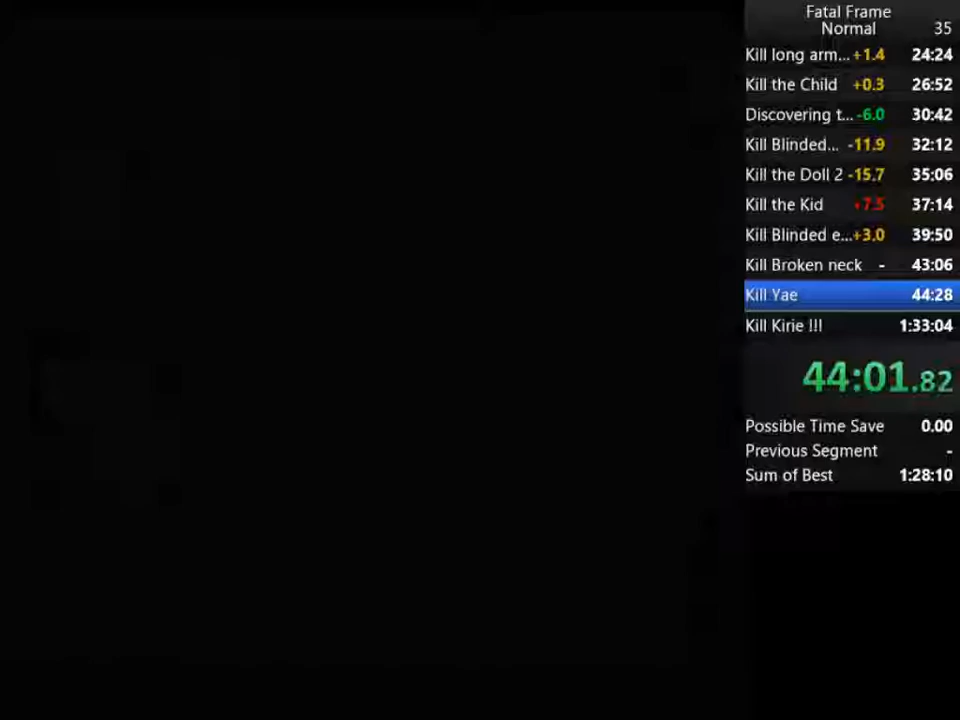 Fatal Frame
Normal 35
Kill long arm... +1.4 24:24
Kill the Child +0.3 26:52
Discovering t... -6.0 30:42
Kill Blinded... -11.9 32:12
Kill the Doll 2 -15.7 35:06
Kill the Kid +7.5 37:14
Kill Blinded e... +3.0 39:50
Kill Broken neck - 43:06
Kill Yae 44:28
Kill Kirie !!! 1:33:04
44:01.82
Possible Time Save 0.00
Previous Segment -
Sum of Best 1:28:10